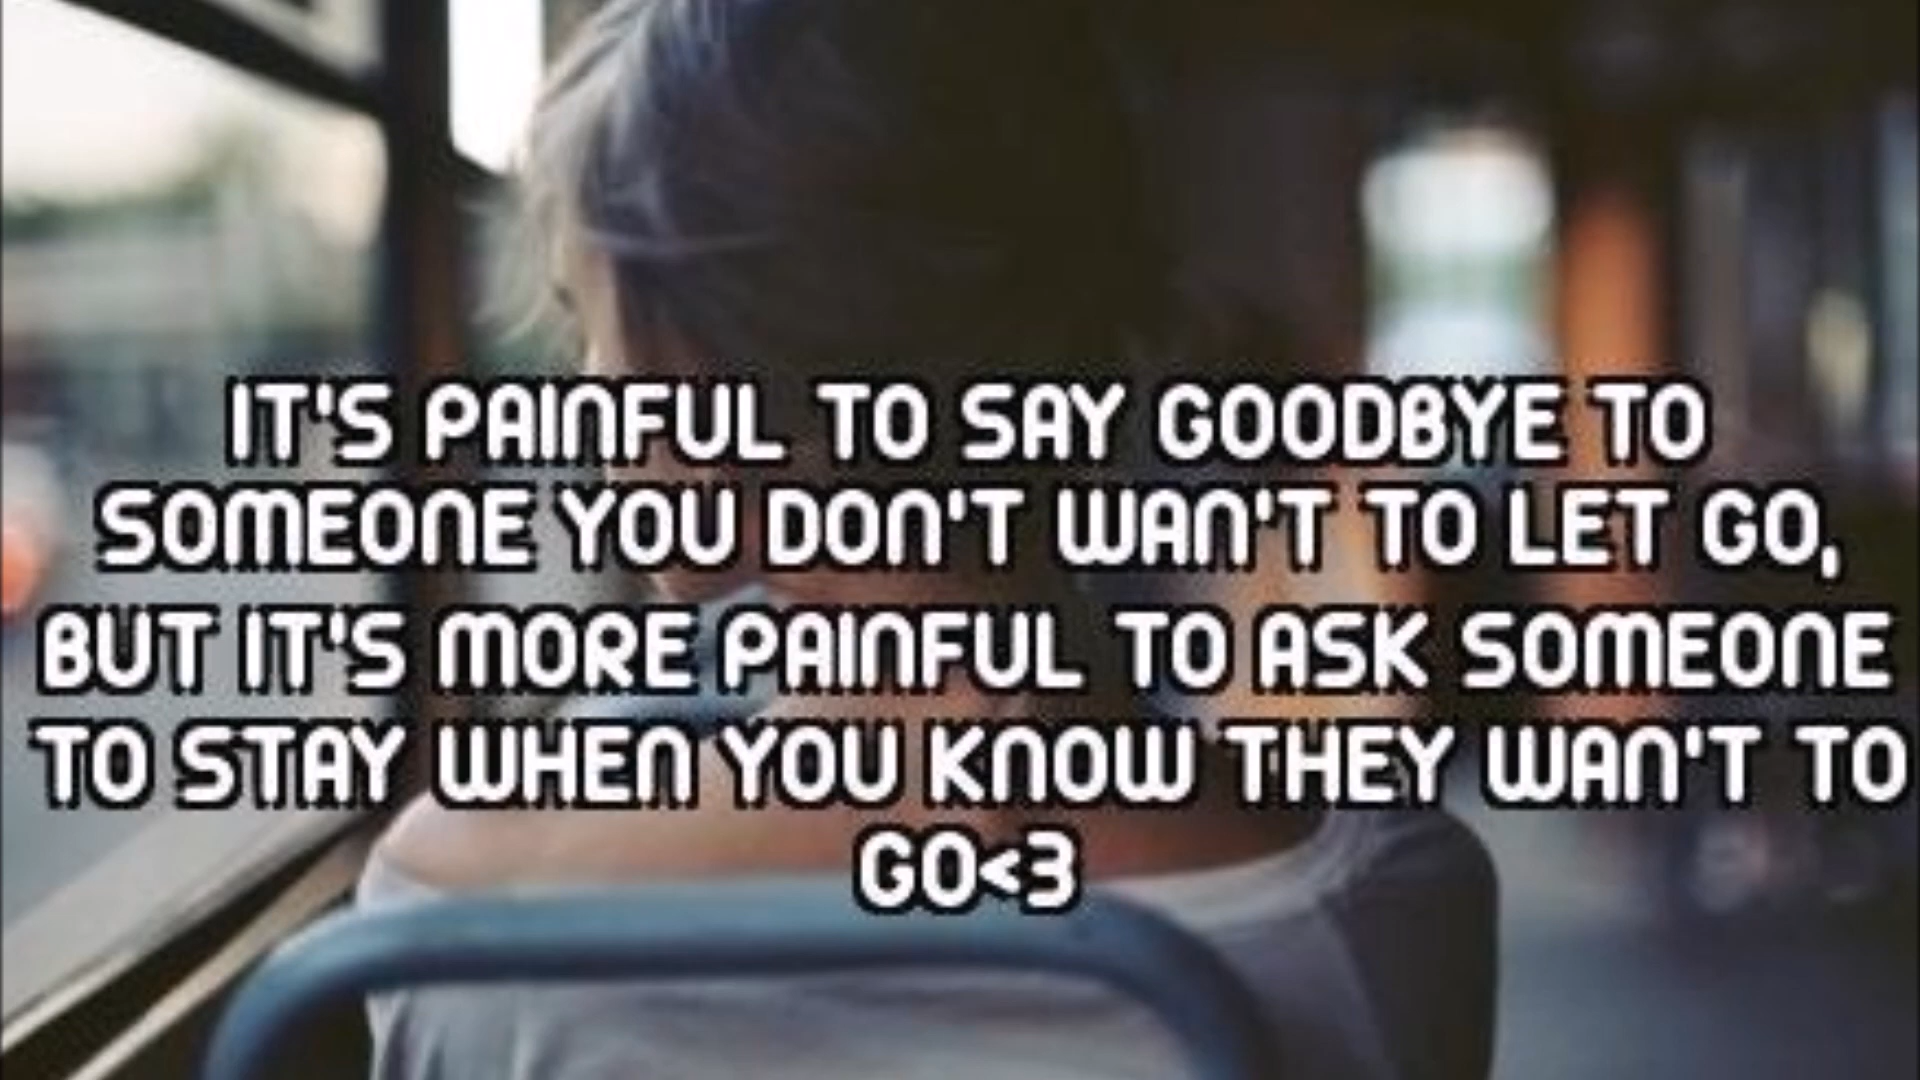 IT'S PAINFUL TO SAY GOODBYE TO
SOMEONE YOU DON'T WAN'T TO LET GO,
BUT IT'S MORE PAINFUL TO ASK SOMEONE
TO STAY WHEN YOU KNOW THEY WAN'T TO
GO<3